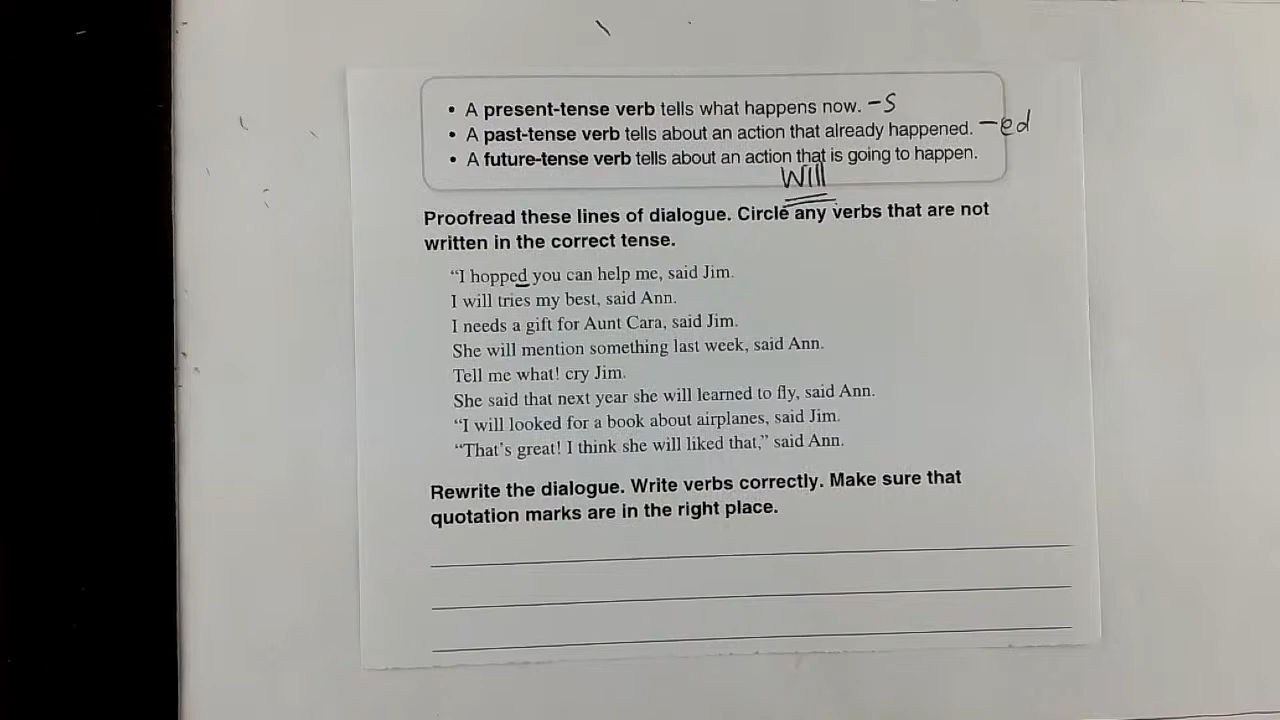 • A present-tense verb tells what happens now. -s
• A past-tense verb tells about an action that already happened. -ed
• A future-tense verb tells about an action that is going to happen.
Will
Proofread these lines of dialogue. Circle any verbs that are not
written in the correct tense.
“I hopped you can help me, said Jim.
I will tries my best, said Ann.
I needs a gift for Aunt Cara, said Jim.
She will mention something last week, said Ann.
Tell me what! cry Jim.
She said that next year she will learned to fly, said Ann.
“I will looked for a book about airplanes, said Jim.
“That’s great! I think she will liked that,” said Ann.
Rewrite the dialogue. Write verbs correctly. Make sure that
quotation marks are in the right place.